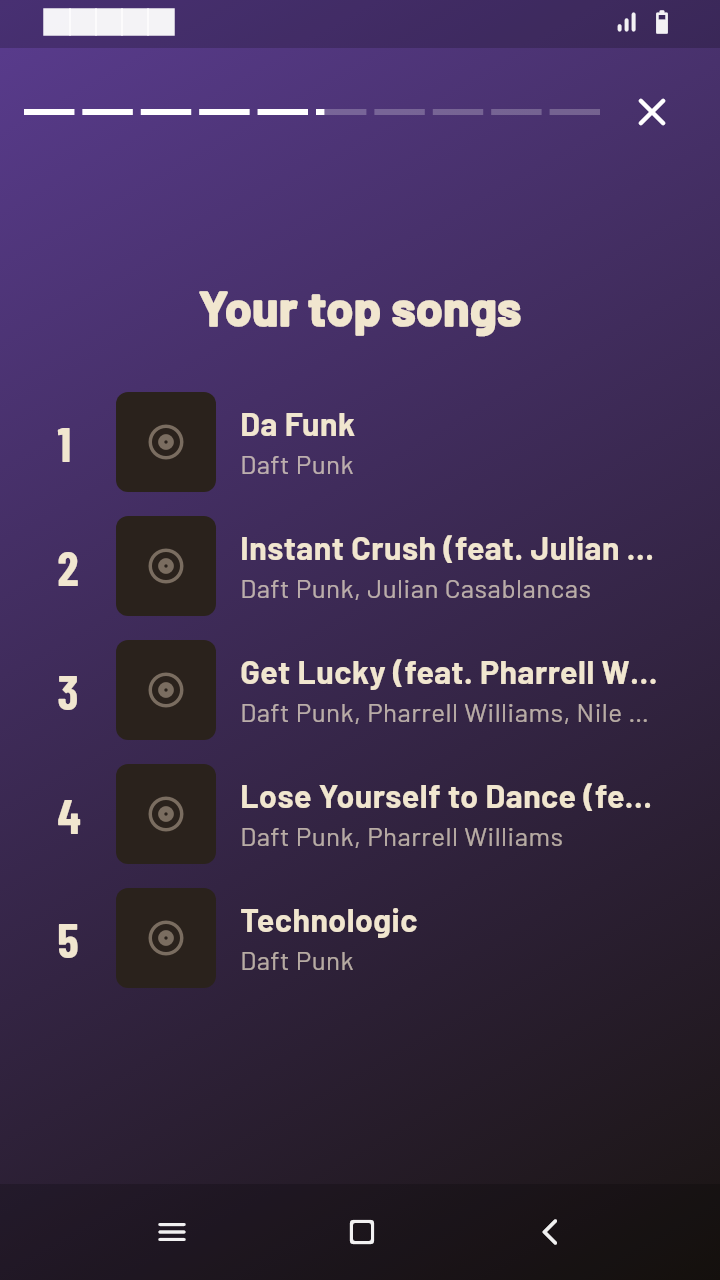 Your top songs
1
Da Funk
Daft Punk
2
Instant Crush (feat. Julian ...
Daft Punk, Julian Casablancas
3
Get Lucky (feat. Pharrell W...
Daft Punk, Pharrell Williams, Nile ...
4
Lose Yourself to Dance (fe...
Daft Punk, Pharrell Williams
5
Technologic
Daft Punk